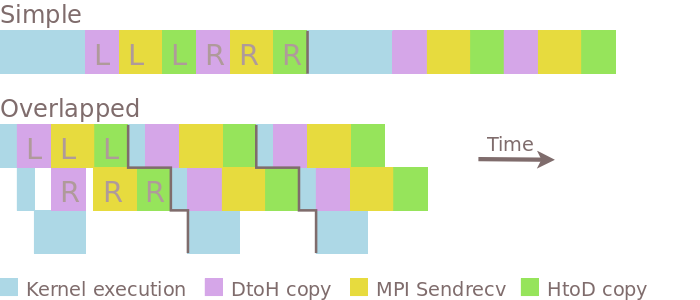 Simple
L L L R R R
Overlapped
L L L
Time
R R R
Kernel execution DtoH copy MPI Sendrecv HtoD copy